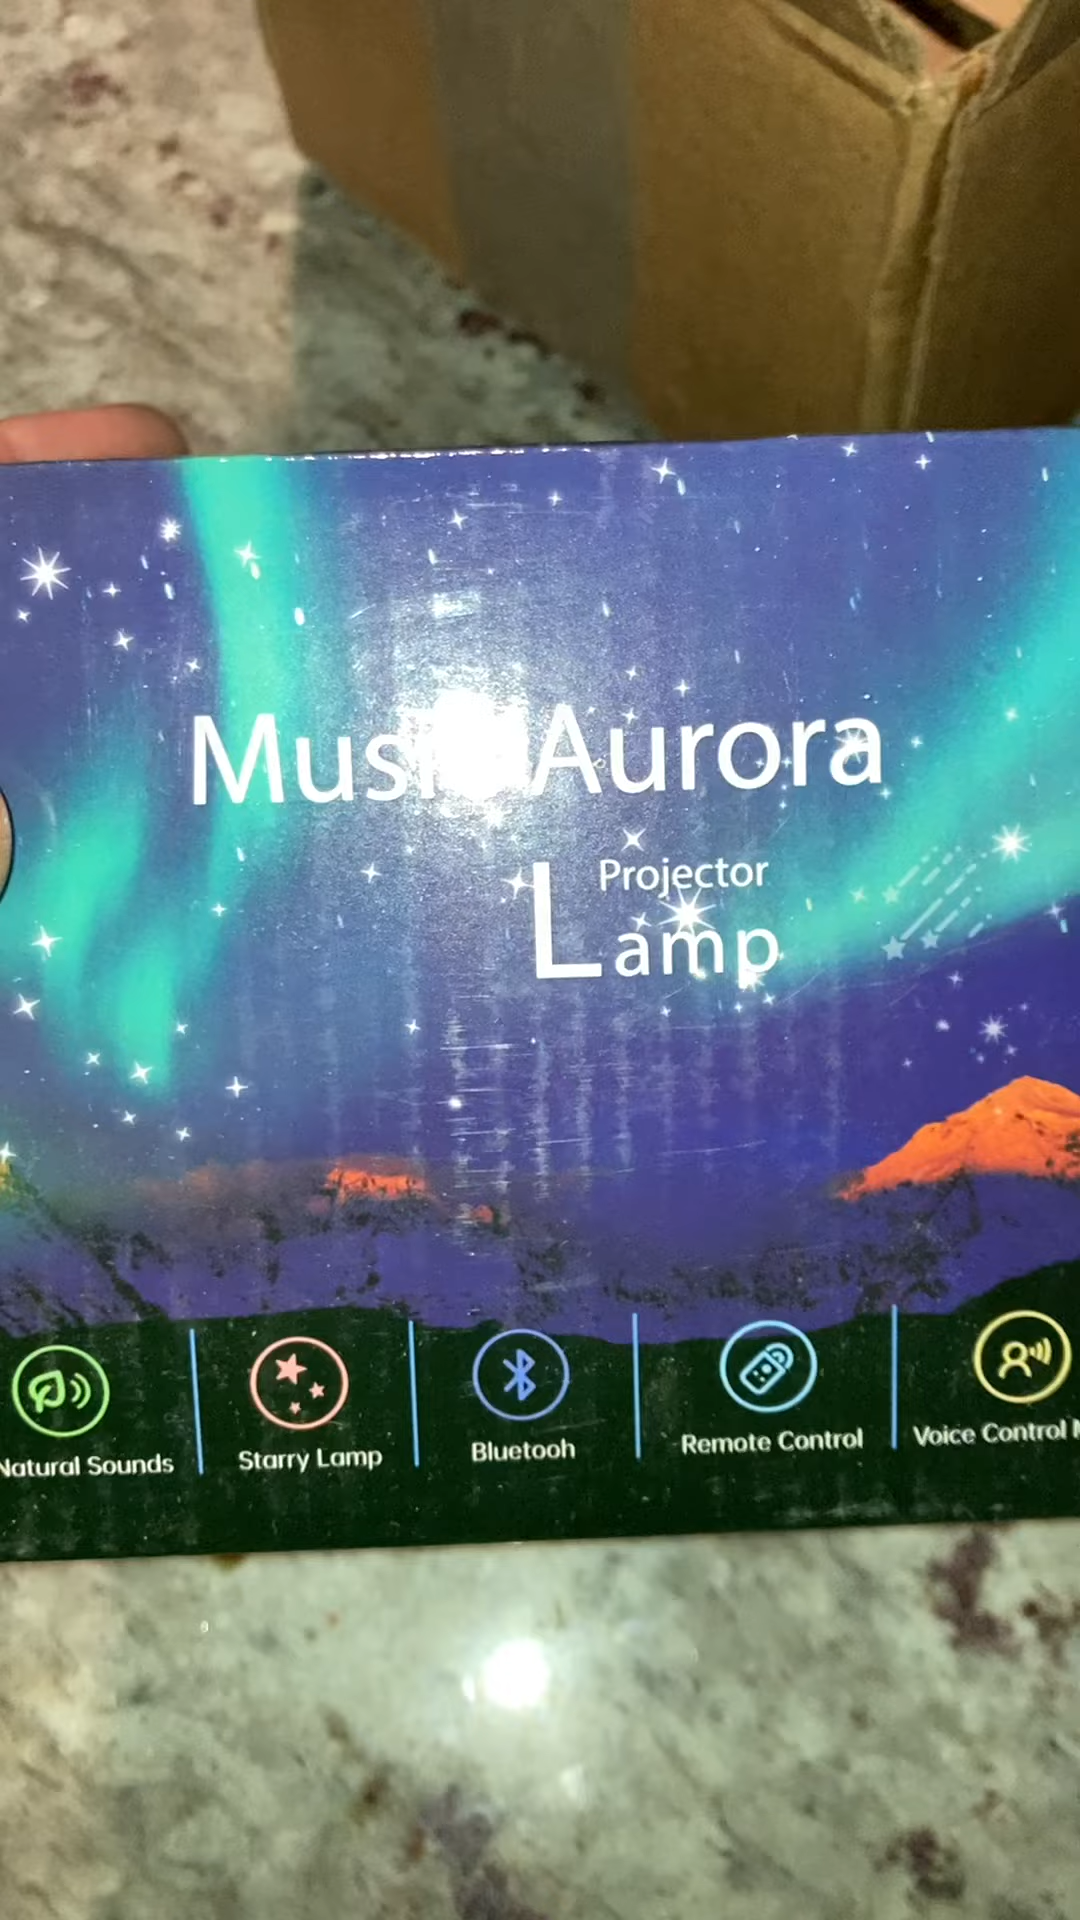 Music Aurora
Projector
Lamp
Natural Sounds
Starry Lamp
Bluetooh
Remote Control
Voice Control